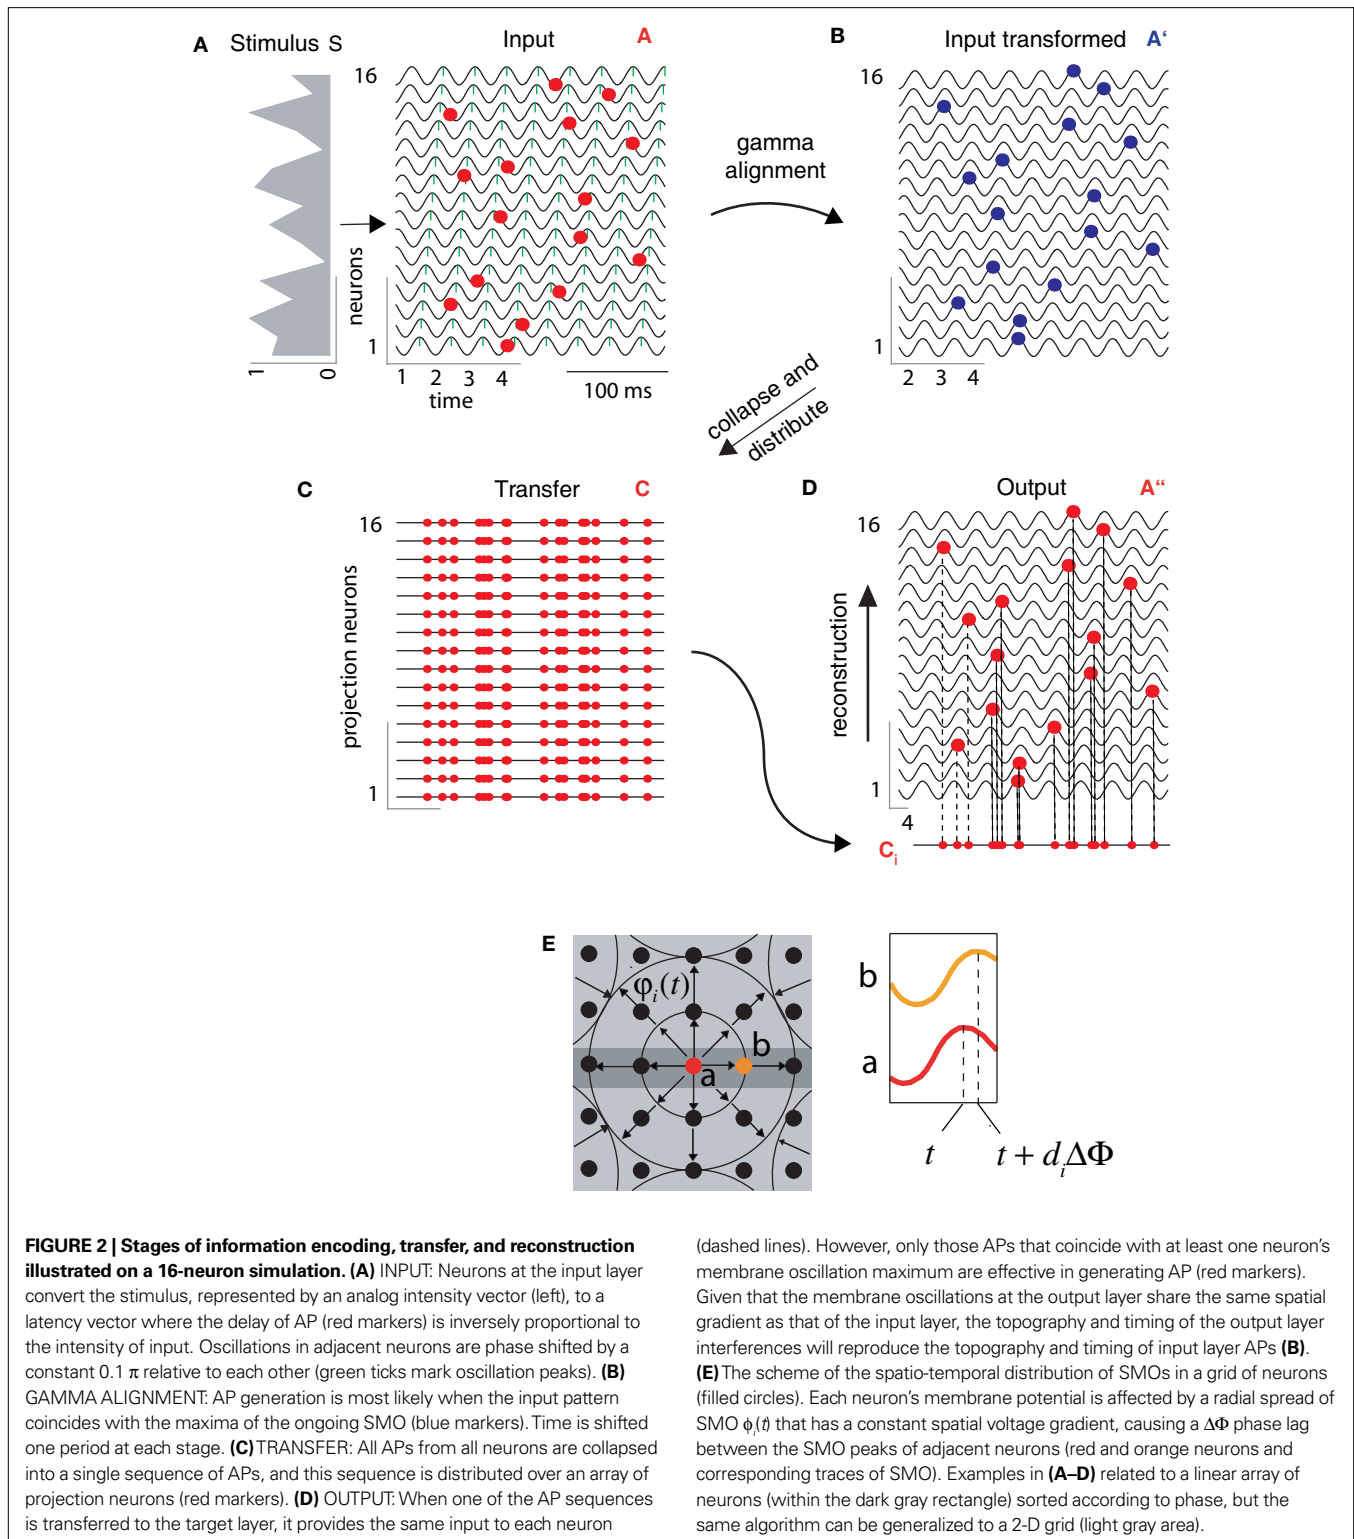 A Stimulus S
Input A
16
neurons
1
1 0
1 2 3 4
time
100 ms
gamma
alignment
B Input transformed A‘
16
1
2 3 4
collapse and
distribute
C Transfer C
16
projection neurons
1
D Output A“
16
reconstruction
1
4
Ci
E
φi(t)
a
b
b
a
t
t + diΔΦ
FIGURE 2 | Stages of information encoding, transfer, and reconstruction
illustrated on a 16-neuron simulation. (A) INPUT: Neurons at the input layer
convert the stimulus, represented by an analog intensity vector (left), to a
latency vector where the delay of AP (red markers) is inversely proportional to
the intensity of input. Oscillations in adjacent neurons are phase shifted by a
constant 0.1 π relative to each other (green ticks mark oscillation peaks). (B)
GAMMA ALIGNMENT: AP generation is most likely when the input pattern
coincides with the maxima of the ongoing SMO (blue markers). Time is shifted
one period at each stage. (C) TRANSFER: All APs from all neurons are collapsed
into a single sequence of APs, and this sequence is distributed over an array of
projection neurons (red markers). (D) OUTPUT: When one of the AP sequences
is transferred to the target layer, it provides the same input to each neuron
(dashed lines). However, only those APs that coincide with at least one neuron’s
membrane oscillation maximum are effective in generating AP (red markers).
Given that the membrane oscillations at the output layer share the same spatial
gradient as that of the input layer, the topography and timing of the output layer
interferences will reproduce the topography and timing of input layer APs (B).
(E) The scheme of the spatio-temporal distribution of SMOs in a grid of neurons
(filled circles). Each neuron’s membrane potential is affected by a radial spread of
SMO ϕi(t) that has a constant spatial voltage gradient, causing a ΔΦ phase lag
between the SMO peaks of adjacent neurons (red and orange neurons and
corresponding traces of SMO). Examples in (A–D) related to a linear array of
neurons (within the dark gray rectangle) sorted according to phase, but the
same algorithm can be generalized to a 2-D grid (light gray area).